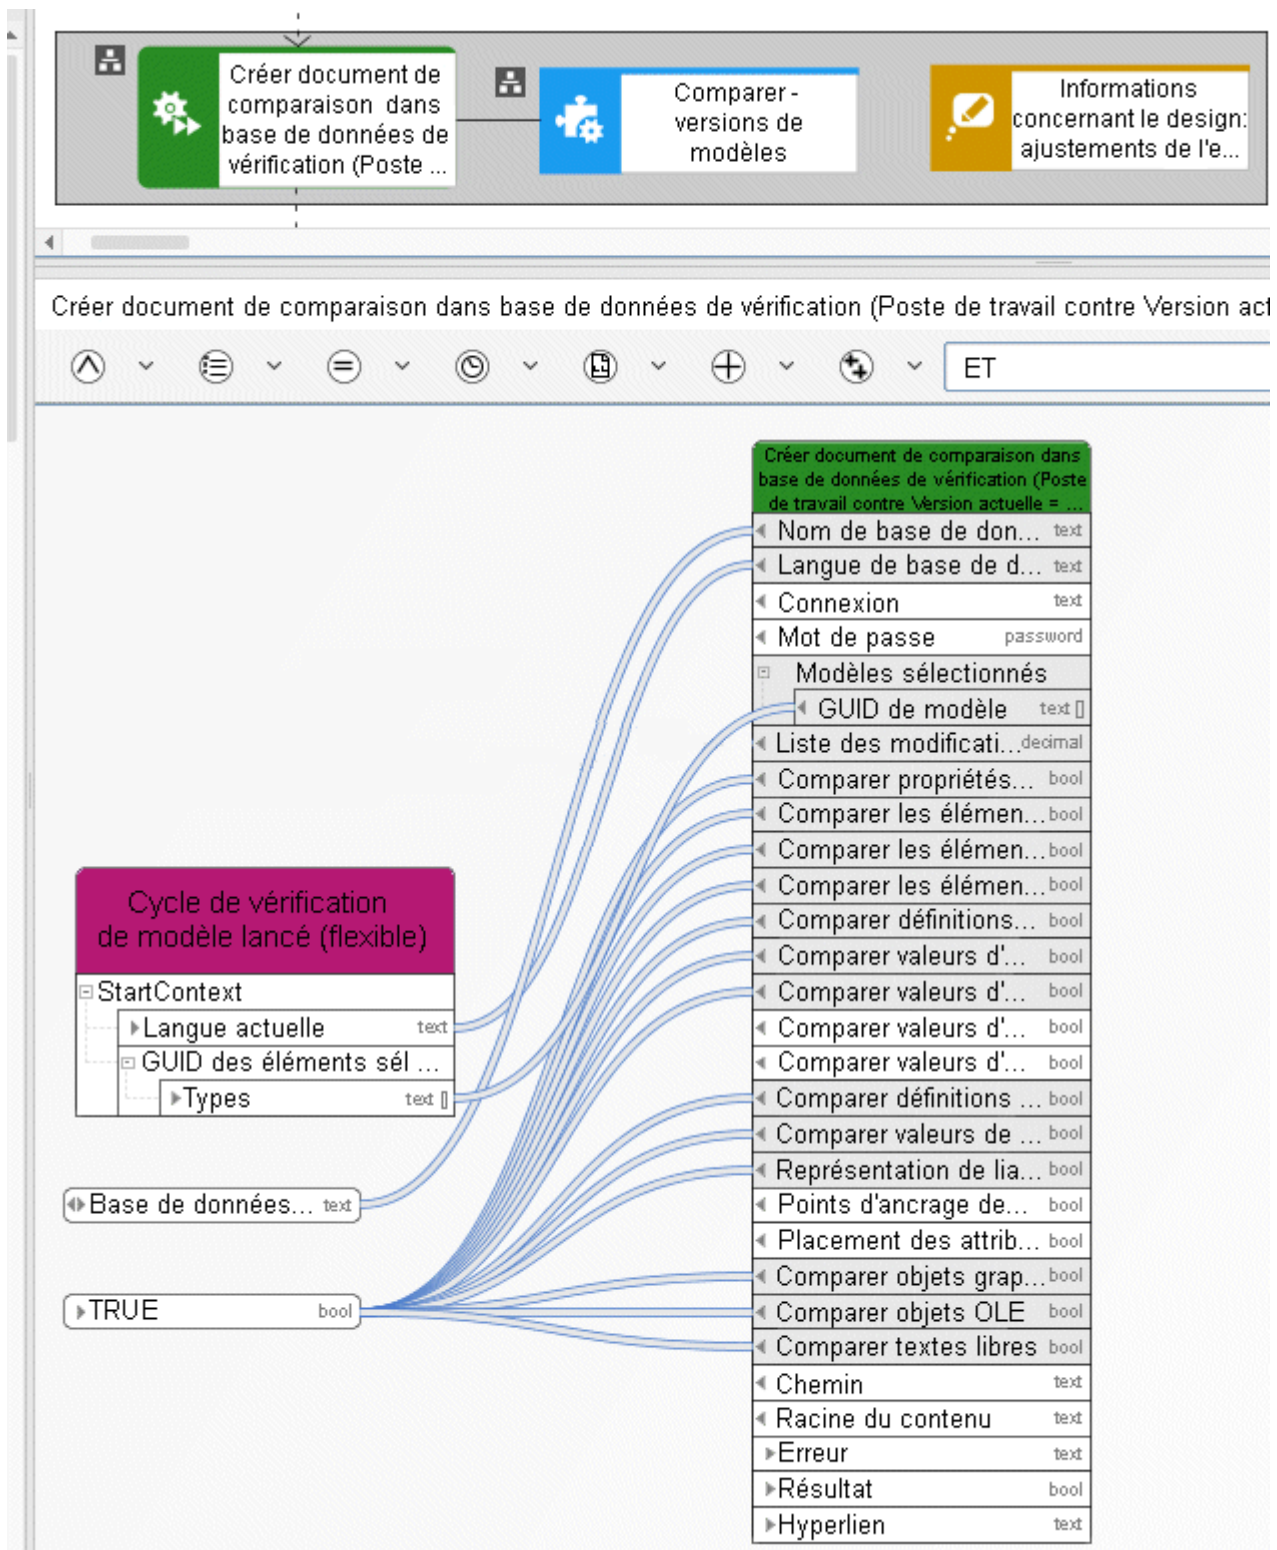 Créer document de
comparaison dans
base de données de
vérification (Poste ...
Comparer -
versions de
modèles
Informations
concernant le design:
ajustements de l'e...
Créer document de comparaison dans base de données de vérification (Poste de travail contre Version act
ET
Créer document de comparaison dans
base de données de vérification (Poste
de travail contre Version actuelle = ...
Nom de base de don... text
Langue de base de d... text
Connexion text
Mot de passe password
Modèles sélectionnés
GUID de modèle text []
Liste des modificati... decimal
Comparer propriétés... bool
Comparer les élémen... bool
Comparer les élémen... bool
Comparer les élémen... bool
Comparer définitions... bool
Comparer valeurs d'... bool
Comparer valeurs d'... bool
Comparer valeurs d'... bool
Comparer valeurs d'... bool
Comparer définitions ... bool
Comparer valeurs de ... bool
Représentation de lia... bool
Points d'ancrage de... bool
Placement des attrib... bool
Comparer objets grap... bool
Comparer objets OLE bool
Comparer textes libres bool
Chemin text
Racine du contenu text
Erreur text
Résultat bool
Hyperlien text
Cycle de vérification
de modèle lancé (flexible)
StartContext
Langue actuelle text
GUID des éléments sél ...
Types text []
Base de données... text
TRUE bool